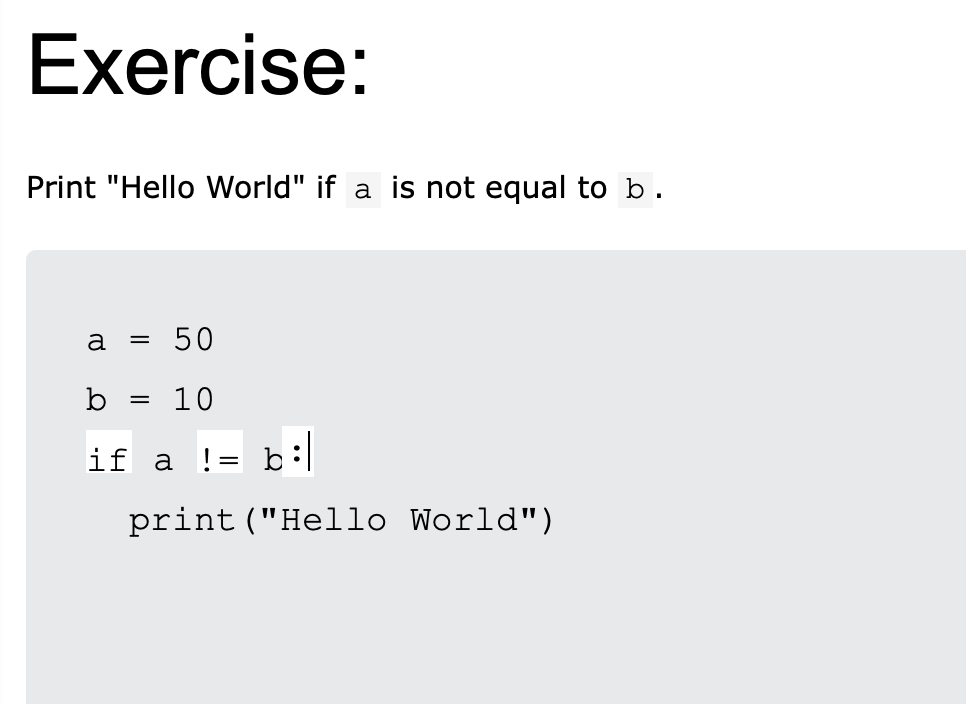 Exercise:
Print "Hello World" if a is not equal to b.
a = 50
b = 10
if a != b:
print("Hello World")